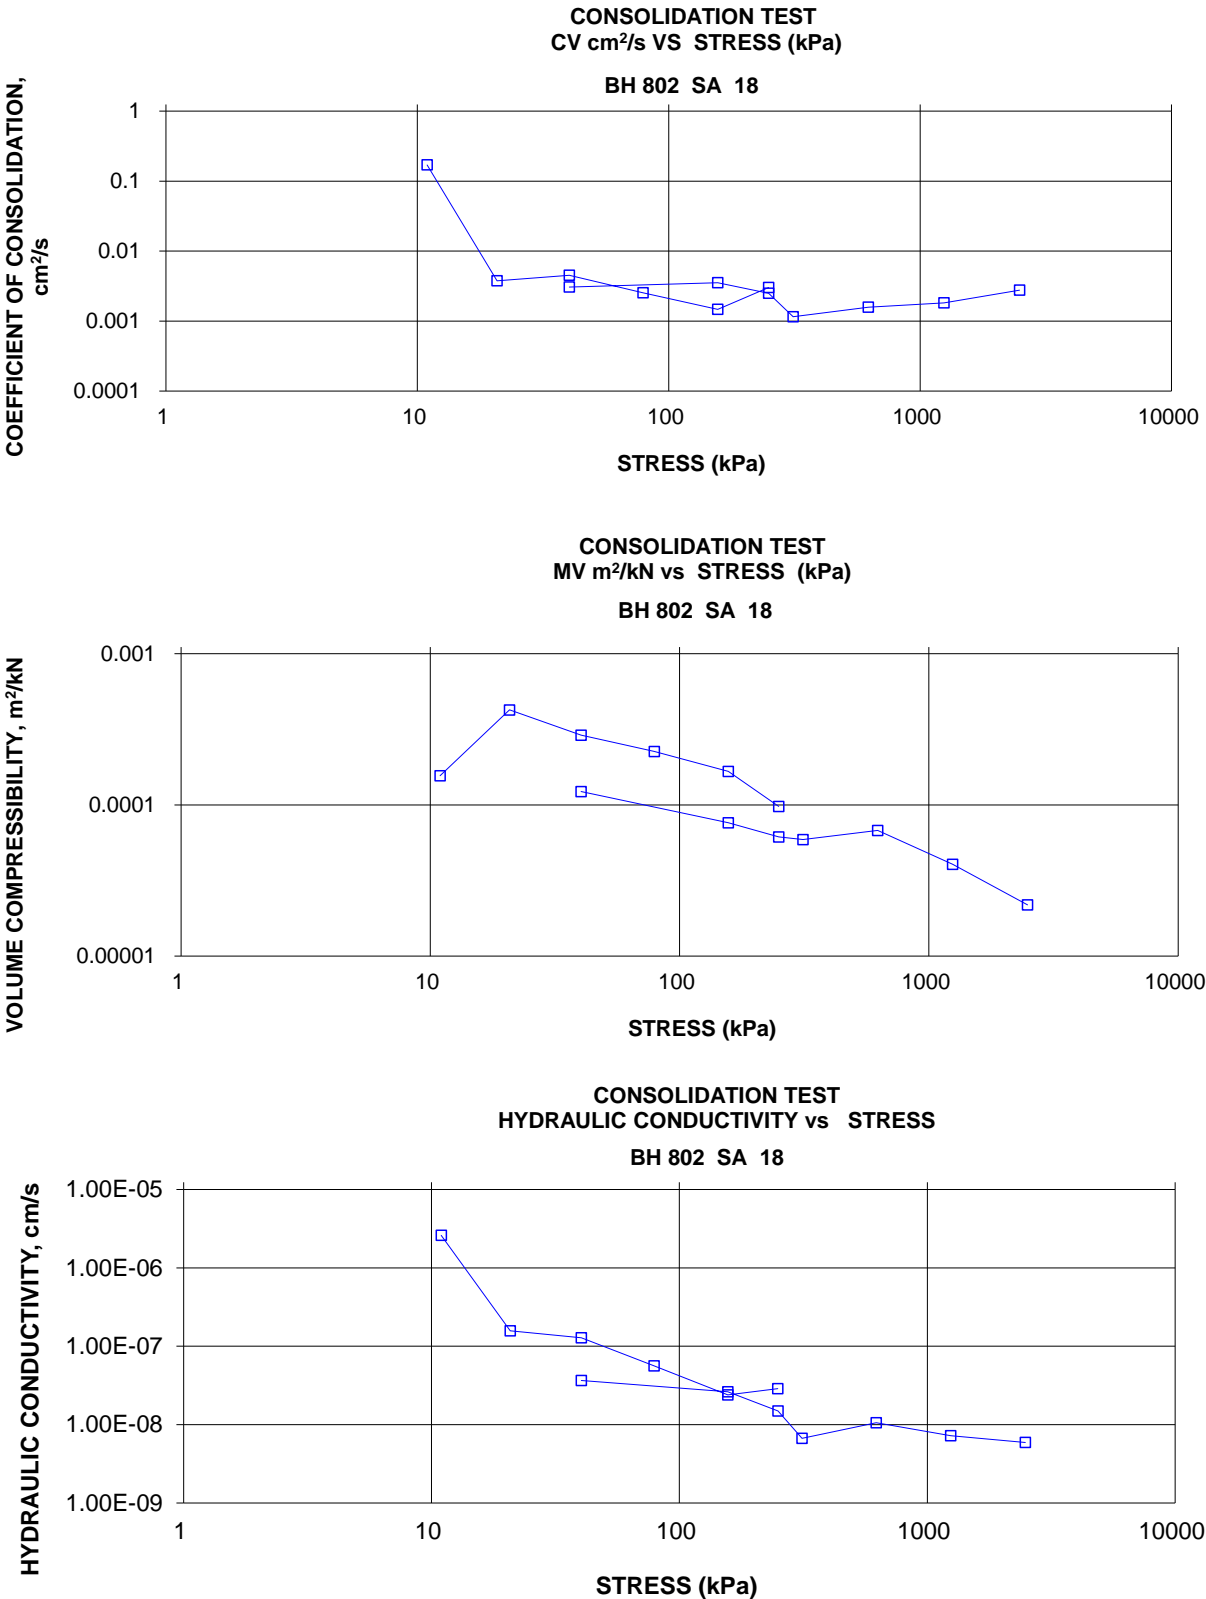 CONSOLIDATION TEST
CV cm²/s VS STRESS (kPa)
BH 802 SA 18
COEFFICIENT OF CONSOLIDATION,
cm²/s
1
0.1
0.01
0.001
0.0001
1 10 100 1000 10000
STRESS (kPa)
CONSOLIDATION TEST
MV m²/kN vs STRESS (kPa)
BH 802 SA 18
VOLUME COMPRESSIBILITY, m²/kN
0.001
0.0001
0.00001
1 10 100 1000 10000
STRESS (kPa)
CONSOLIDATION TEST
HYDRAULIC CONDUCTIVITY vs STRESS
BH 802 SA 18
HYDRAULIC CONDUCTIVITY, cm/s
1.00E-05
1.00E-06
1.00E-07
1.00E-08
1.00E-09
1 10 100 1000 10000
STRESS (kPa)